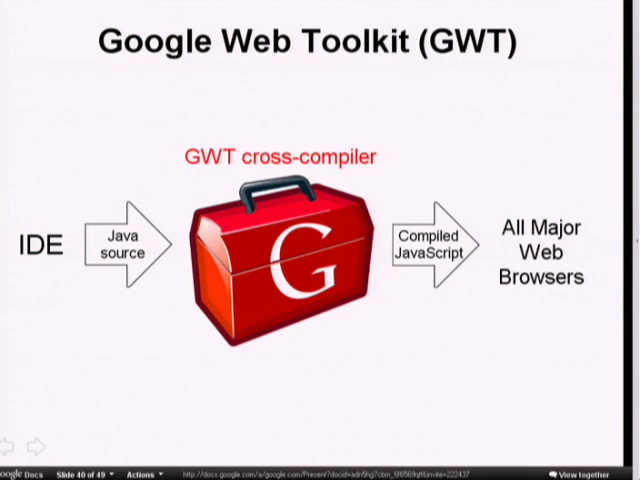 Google Web Toolkit (GWT)
GWT cross-compiler
IDE
Java
source
G
Compiled
JavaScript
All Major
Web
Browsers
oogle Docs Slide 40 of 49 Actions View together